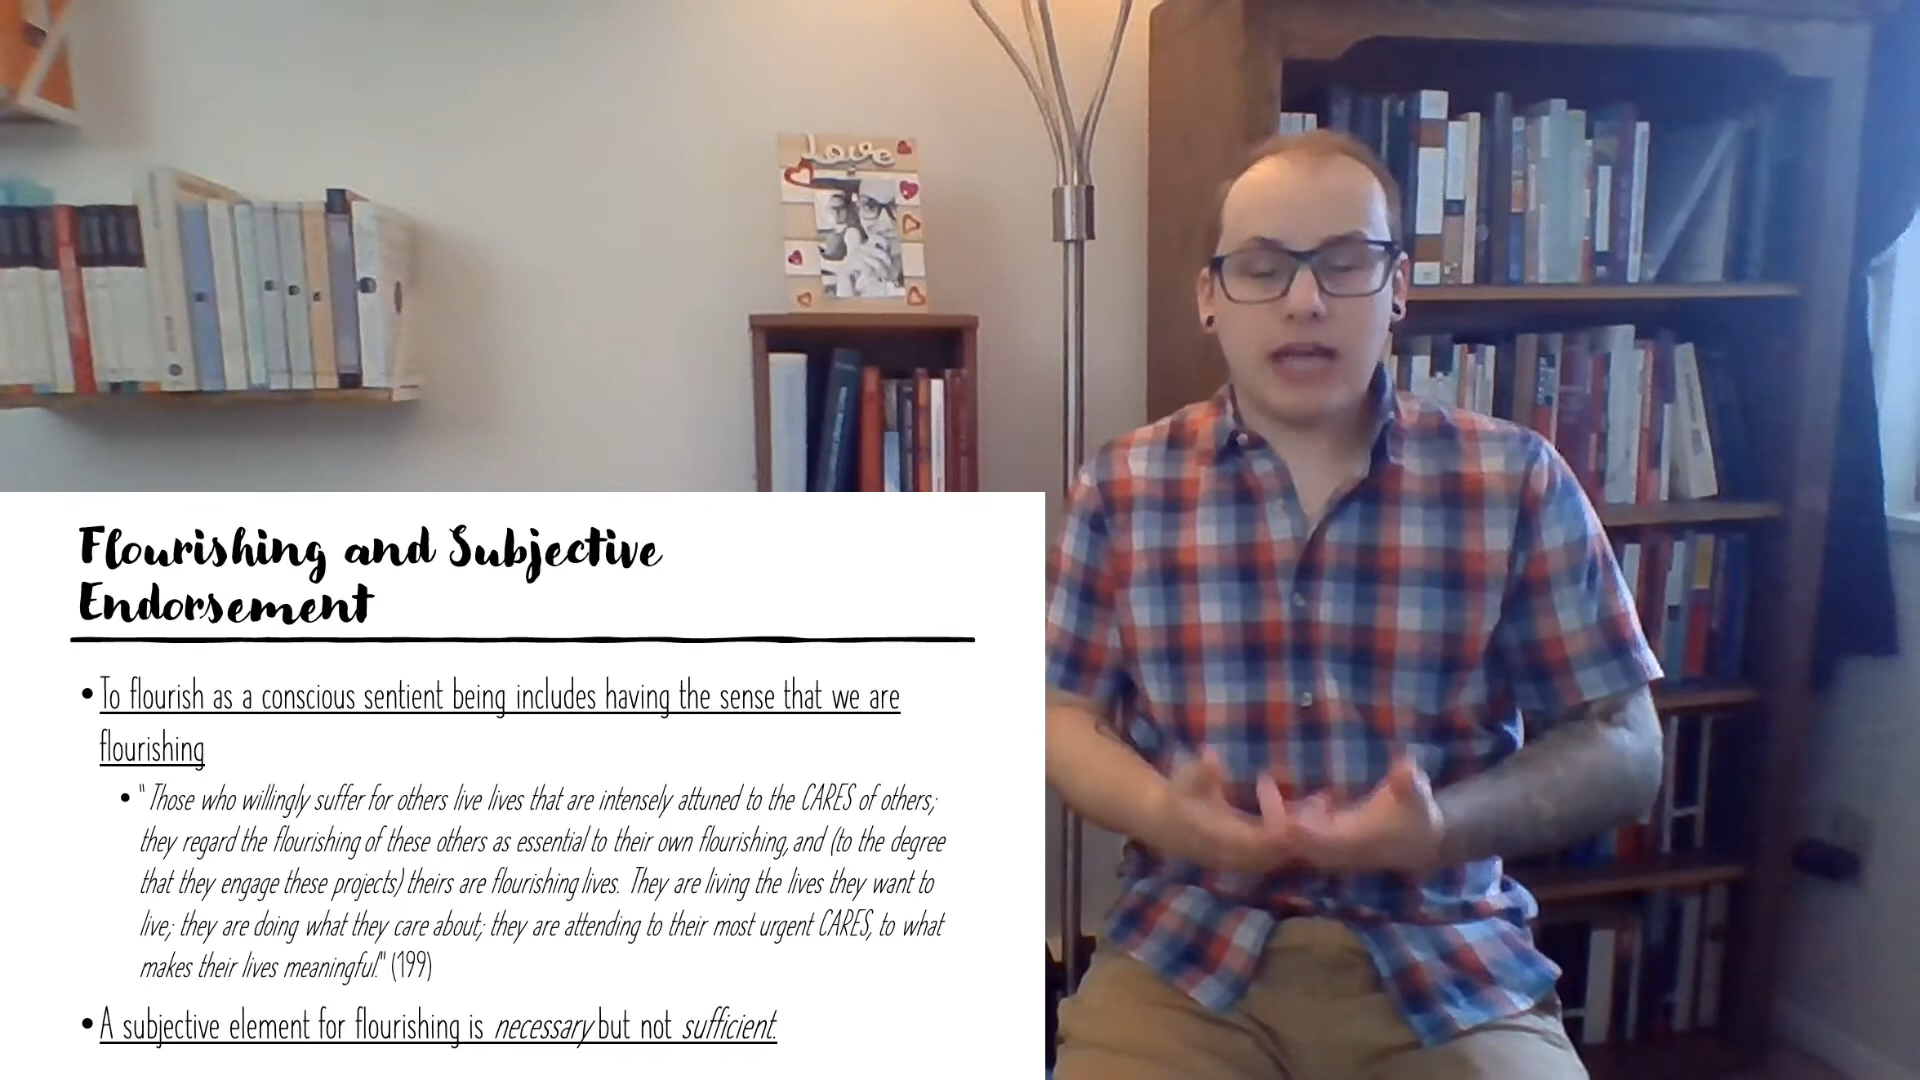 Love
Flourishing and Subjective
Endorsement
•To flourish as a conscious sentient being includes having the sense that we are
flourishing
• " Those who willingly suffer for others live lives that are intensely attuned to the CARES of others;
they regard the flourishing of these others as essential to their own flourishing, and (to the degree
that they engage these projects) theirs are flourishing lives. They are living the lives they want to
live; they are doing what they care about; they are attending to their most urgent CARES, to what
makes their lives meaningful." (199)
•A subjective element for flourishing is necessary but not sufficient.